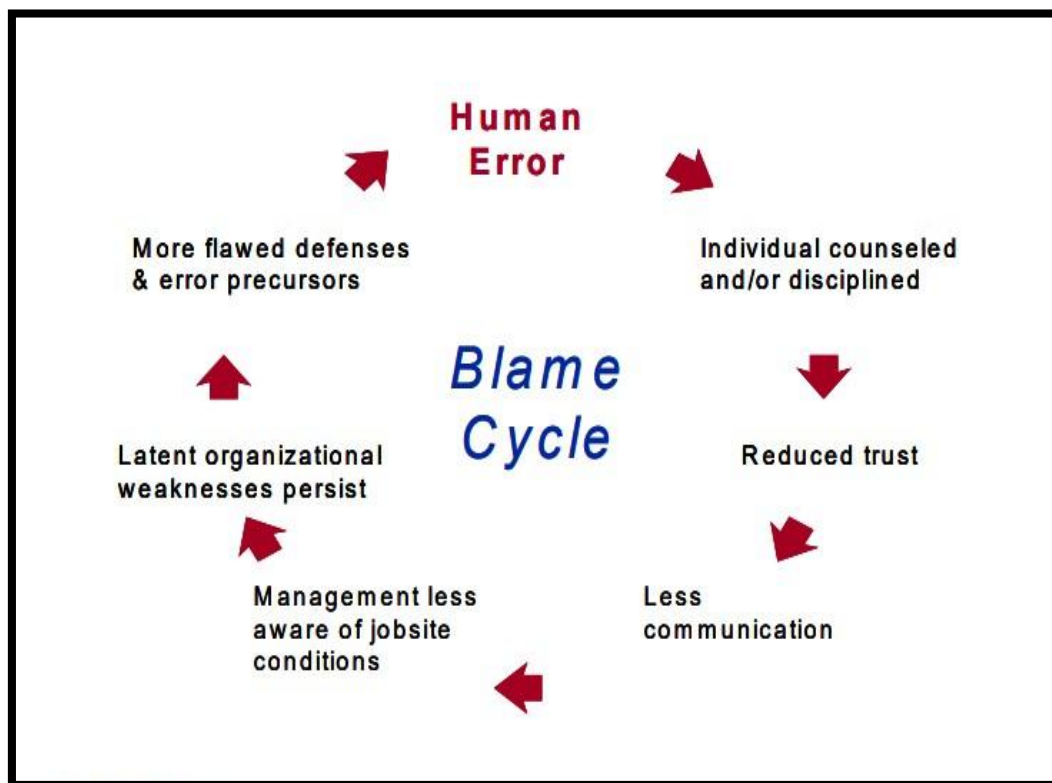 Human
Error
Individual counseled
and/or disciplined
Reduced trust
Less
communication
Management less
aware of jobsite
conditions
Latent organizational
weaknesses persist
More flawed defenses
& error precursors
Blame
Cycle